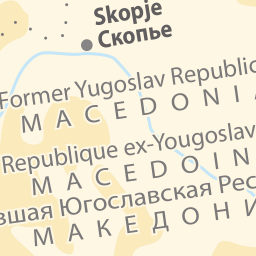 Skopje
Скопье
Former Yugoslav Republic
MACEDONIA
Republique ex-Yougoslav
MACEDOIN
вшая Югославская Рес
МАКЕДОНИ